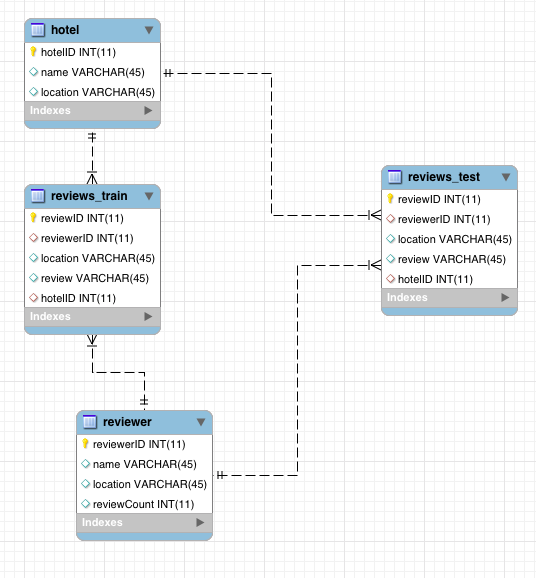 hotel
hotelID INT(11)
name VARCHAR(45)
location VARCHAR(45)
Indexes
reviews_train
reviewID INT(11)
reviewerID INT(11)
location VARCHAR(45)
review VARCHAR(45)
hotelID INT(11)
Indexes
reviewer
reviewerID INT(11)
name VARCHAR(45)
location VARCHAR(45)
reviewCount INT(11)
Indexes
reviews_test
reviewID INT(11)
reviewerID INT(11)
location VARCHAR(45)
review VARCHAR(45)
hotelID INT(11)
Indexes